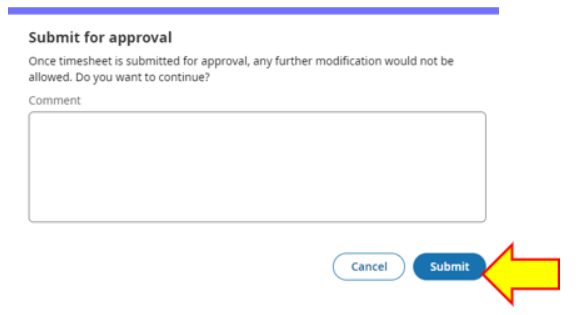 Submit for approval
Once timesheet is submitted for approval, any further modification would not be
allowed. Do you want to continue?
Comment
Cancel Submit